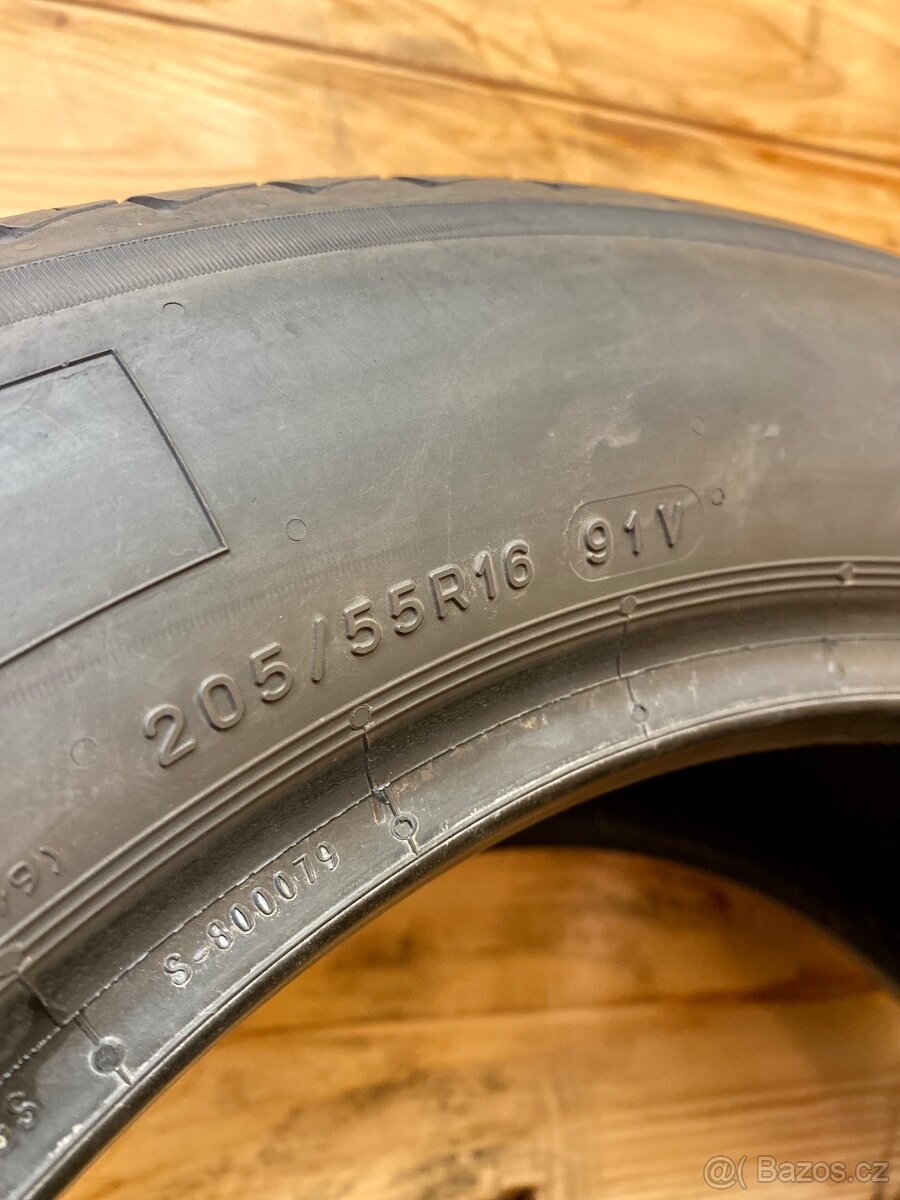 205/55R16 91V
S-800079
@( Bazos.cz